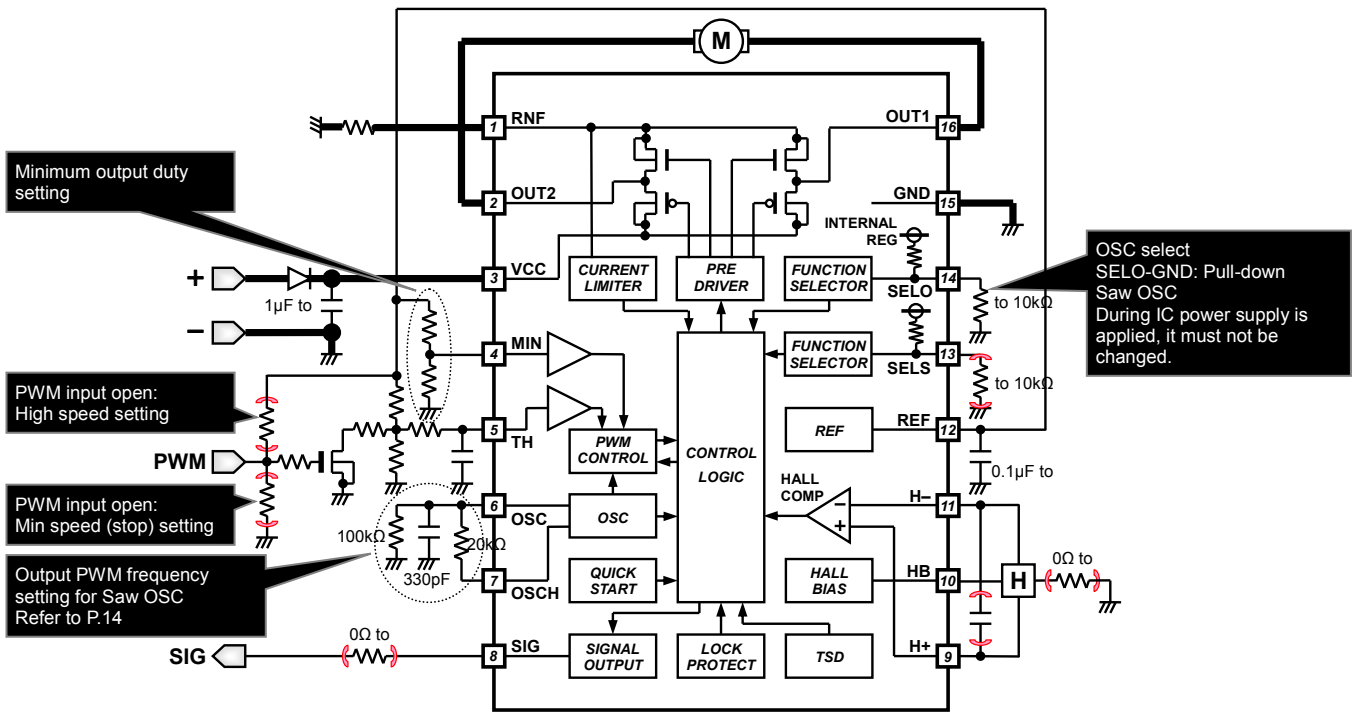 M
1
RNF
OUT1
16
Minimum output duty
setting
2
OUT2
GND
15
INTERNAL
REG
+
3
VCC
CURRENT
LIMITER
PRE
DRIVER
FUNCTION
SELECTOR
14
SELO
to 10kΩ
OSC select
SELO-GND: Pull-down
Saw OSC
During IC power supply is
applied, it must not be
changed.
1µF to
−
4
MIN
FUNCTION
SELECTOR
13
SELS
to 10kΩ
PWM input open:
High speed setting
5
TH
PWM
CONTROL
CONTROL
LOGIC
REF
REF
12
0.1µF to
PWM
PWM input open:
Min speed (stop) setting
6
OSC
OSC
HALL
COMP
−
+
H−
11
100kΩ
20kΩ
330pF
Output PWM frequency
setting for Saw OSC
Refer to P.14
7
OSCH
QUICK
START
HALL
BIAS
HB
10
H
0Ω to
SIG
0Ω to
8
SIG
SIGNAL
OUTPUT
LOCK
PROTECT
TSD
H+
9